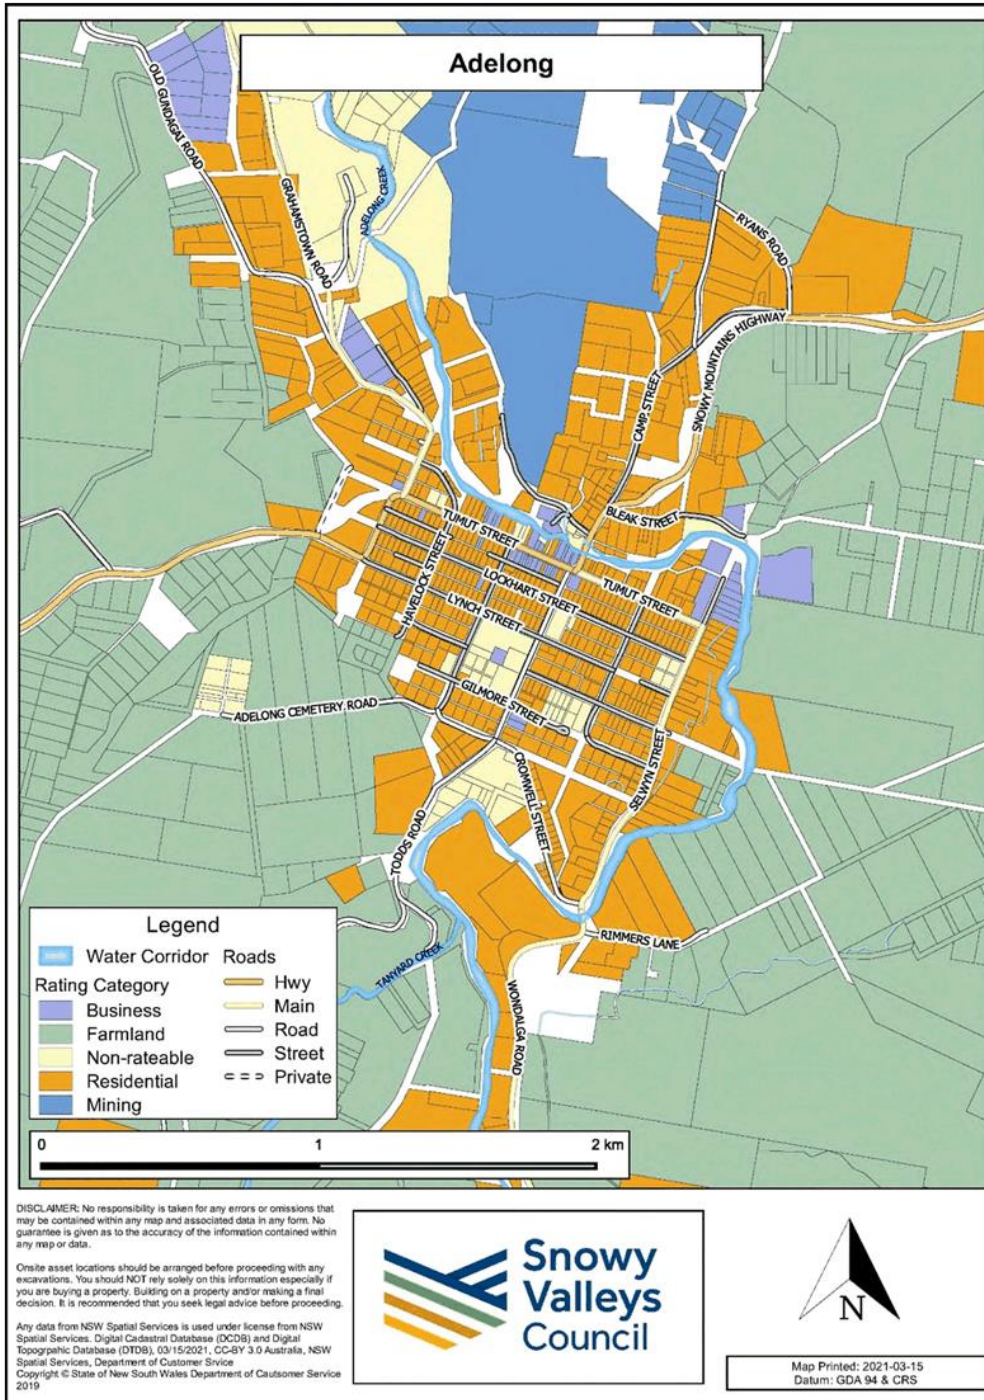 Adelong
OLD GUNDAGAI ROAD
GRAHAMSTOWN ROAD
ADELONG CREEK
RYANS ROAD
SNOWY MOUNTAINS HIGHWAY
CAMP STREET
BLEAK STREET
TUMUT STREET
HAVELOCK STREET
LOCKHART STREET
TUMUT STREET
LYNCH STREET
GILMORE STREET
ADELONG CEMETERY ROAD
CROMWELL STREET
SELWYN STREET
TODDS ROAD
RIMMERS LANE
TANYARD CREEK
WONDALGA ROAD
Legend
Water Corridor
Rating Category
Business
Farmland
Non-rateable
Residential
Mining
Roads
Hwy
Main
Road
Street
Private
0 1 2 km
DISCLAIMER: No responsibility is taken for any errors or omissions that
may be contained within any map and associated data in any form. No
guarantee is given as to the accuracy of the information contained within
any map or data.
Onsite asset locations should be arranged before proceeding with any
excavations. You should NOT rely solely on this information especially if
you are buying a property. Building on a property and/or making a final
decision. It is recommended that you seek legal advice before proceeding.
Any data from NSW Spatial Services is used under license from NSW
Spatial Services. Digital Cadastral Database (DCDB) and Digital
Topogrpahic Database (DTDB), 03/15/2021, CC-BY 3.0 Australia, NSW
Spatial Services, Department of Customer Srvice
Copyright © State of New South Wales Department of Cautsomer Service
2019
Snowy
Valleys
Council
N
Map Printed: 2021-03-15
Datum: GDA 94 & CRS